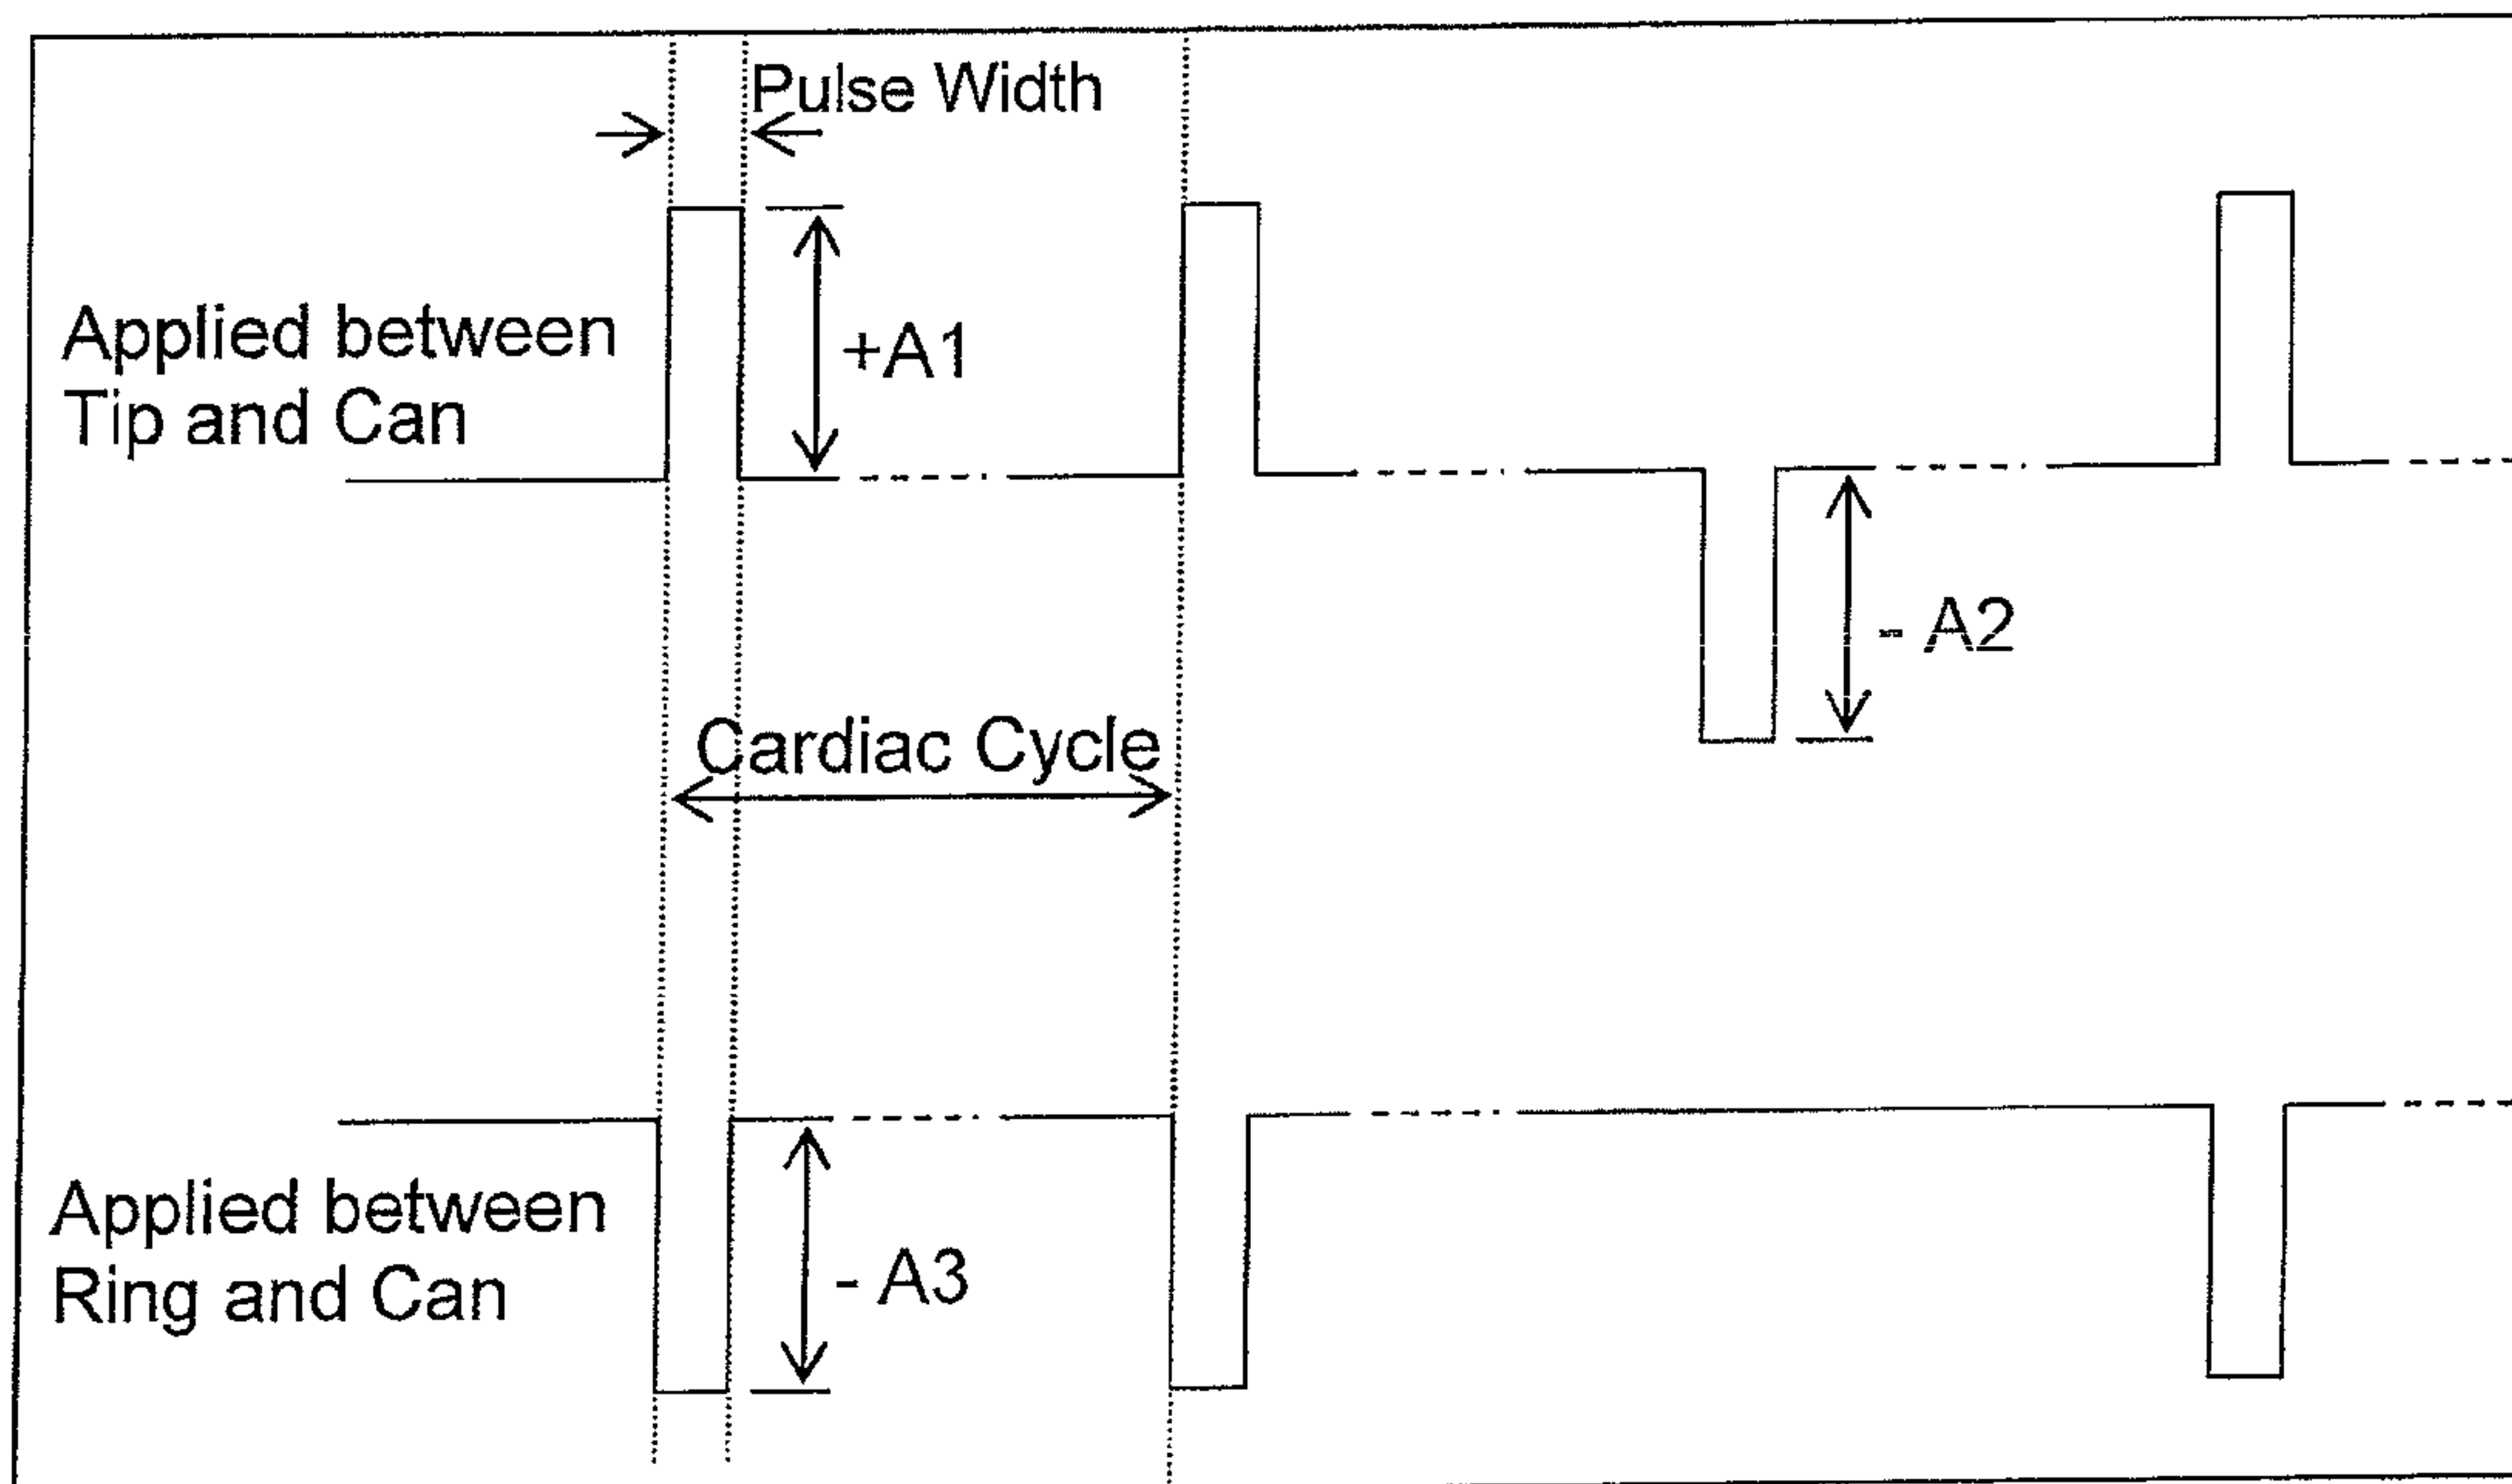 Pulse Width
Applied between
Tip and Can
+A1
- A2
Cardiac Cycle
Applied between
Ring and Can
- A3